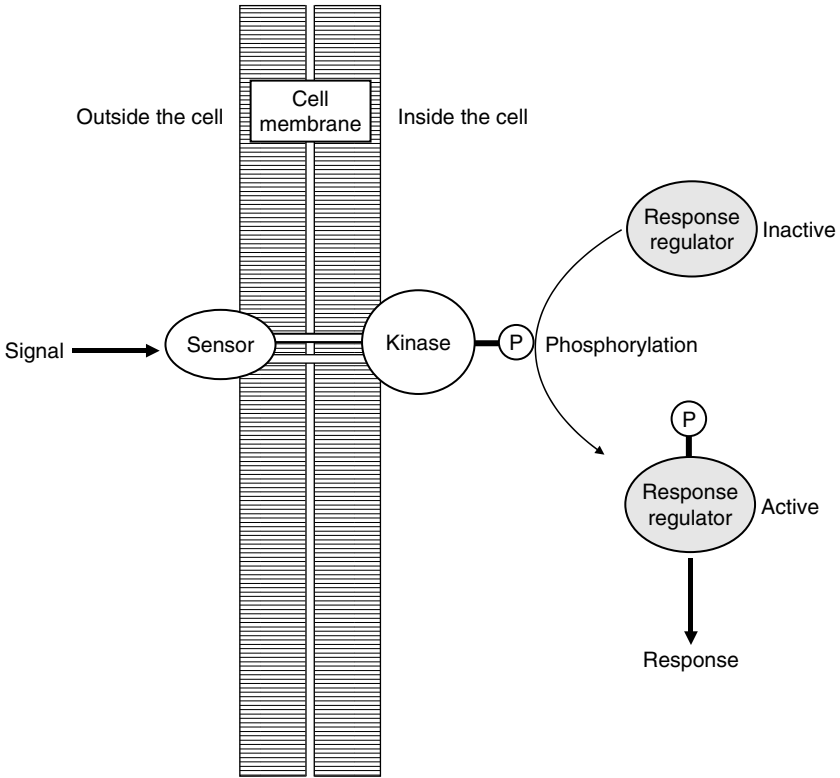 Outside the cell
Cell
membrane
Inside the cell
Response
regulator
Inactive
Signal
Sensor
Kinase
P
Phosphorylation
P
Response
regulator
Active
Response